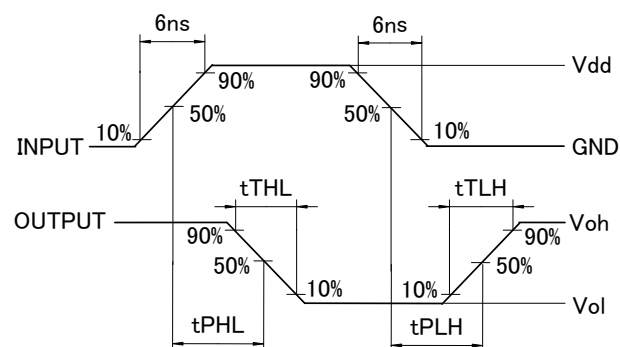 6ns 6ns
90% 90% Vdd
50% 50%
10% 10%
INPUT GND
tTHL tTLH
OUTPUT Voh
90% 90%
50% 50%
10% 10%
Vol
tPHL tPLH